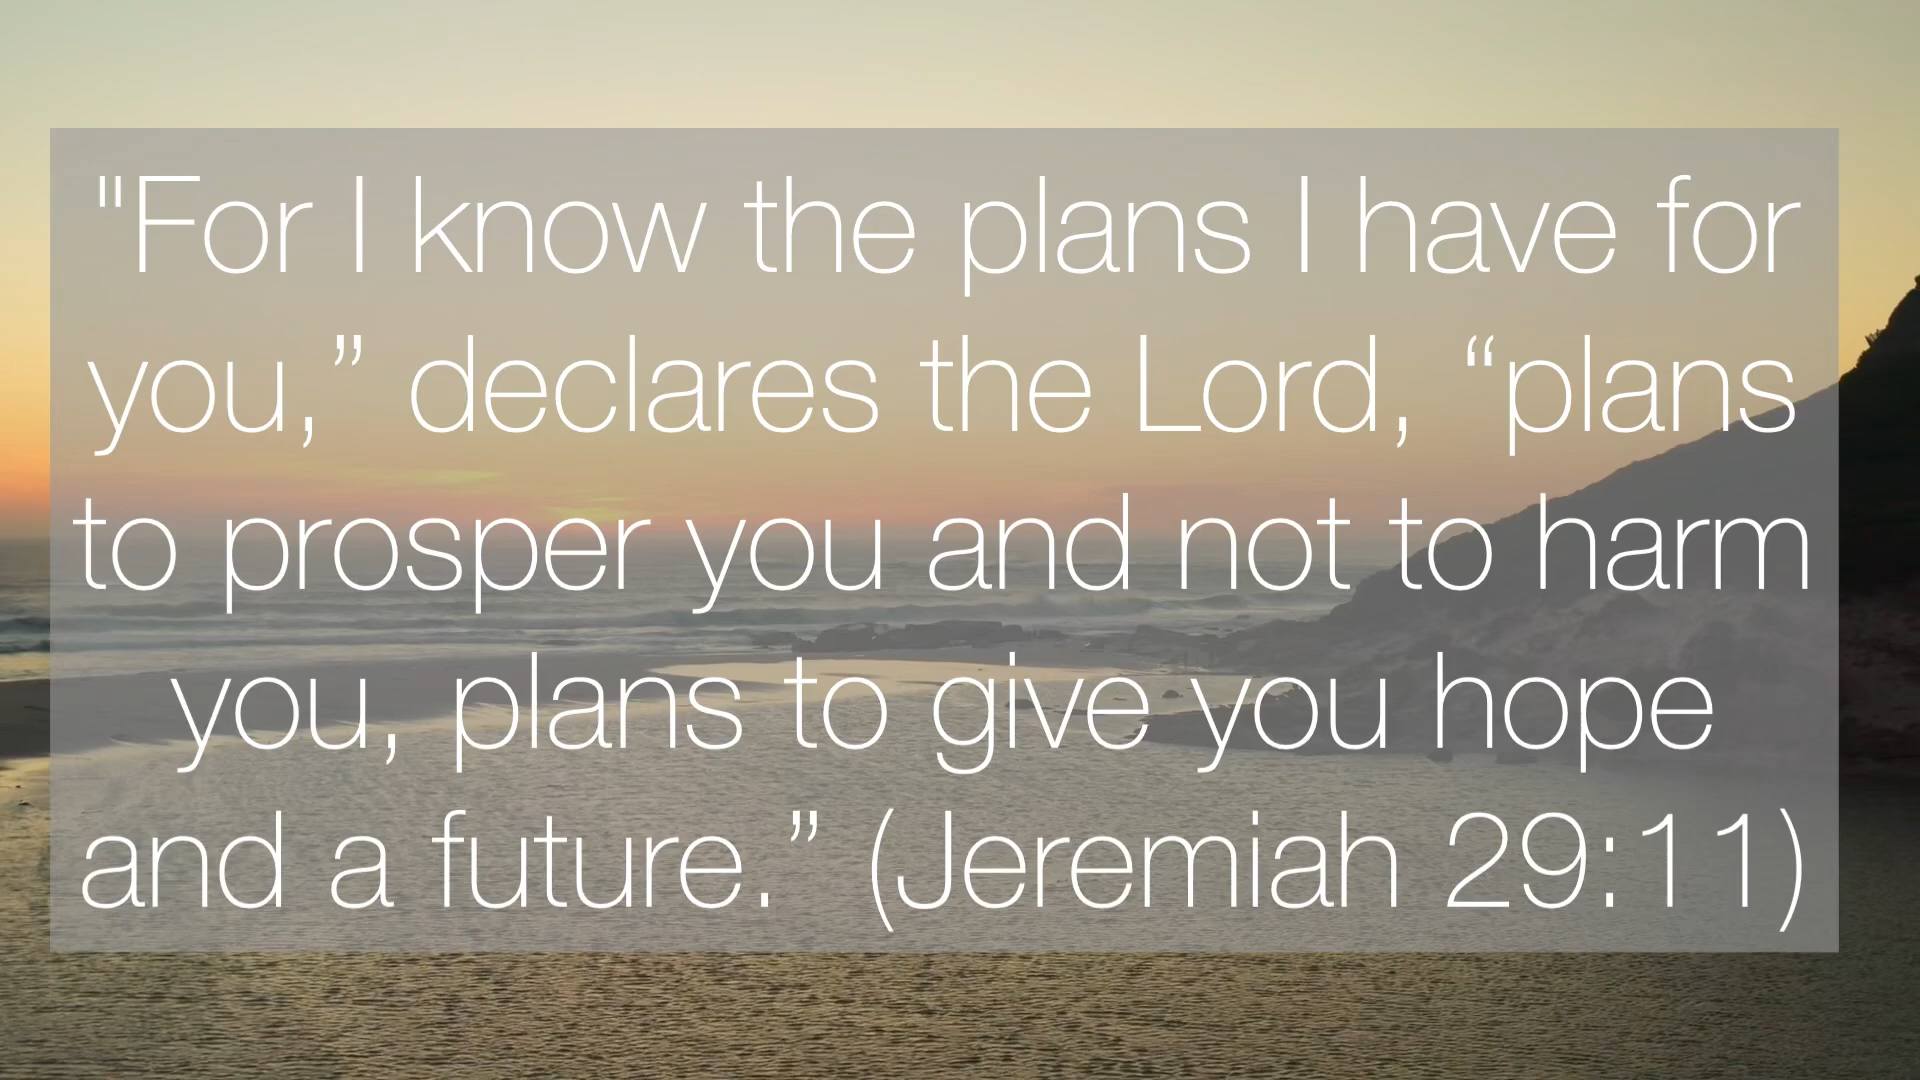 "For I know the plans I have for
you,” declares the Lord, “plans
to prosper you and not to harm
you, plans to give you hope
and a future.” (Jeremiah 29:11)